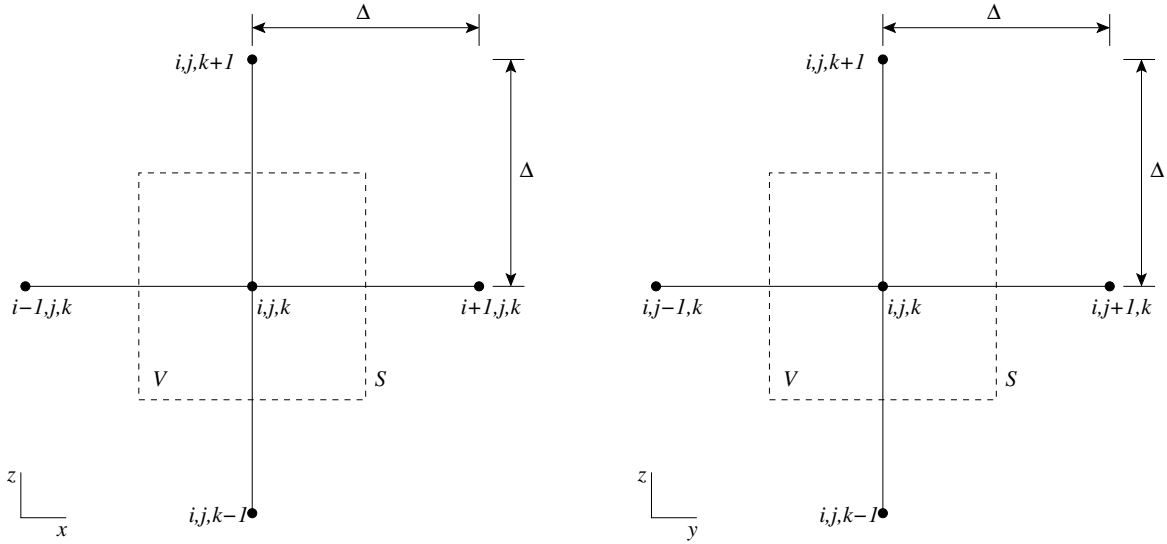 Δ
i,j,k+1
Δ
i−1,j,k
i,j,k
i+1,j,k
V
S
z
x
i,j,k−1
Δ
i,j,k+1
Δ
i,j−1,k
i,j,k
i,j+1,k
V
S
z
y
i,j,k−1